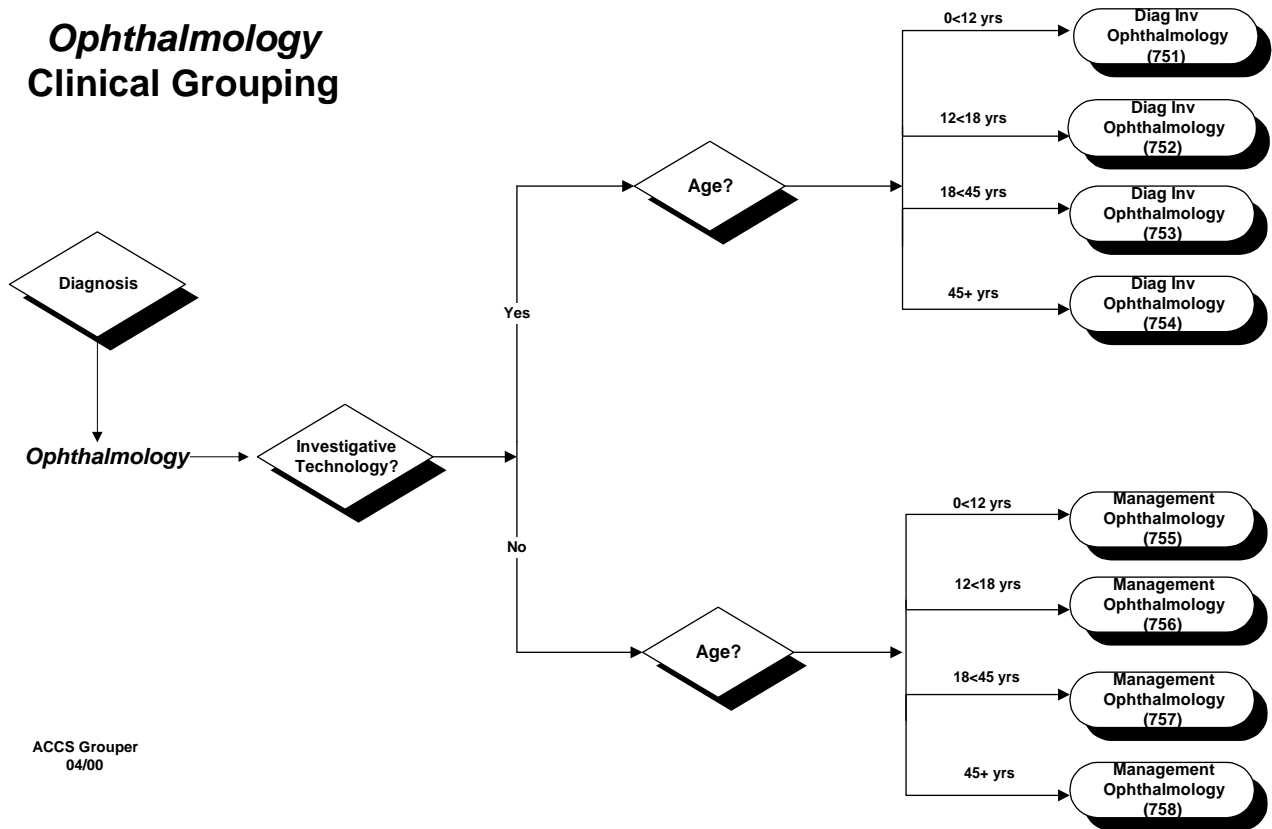 Ophthalmology
Clinical Grouping
Diagnosis
Ophthalmology
Investigative
Technology?
Yes
Age?
0<12 yrs
Diag Inv
Ophthalmology
(751)
12<18 yrs
Diag Inv
Ophthalmology
(752)
18<45 yrs
Diag Inv
Ophthalmology
(753)
45+ yrs
Diag Inv
Ophthalmology
(754)
No
Age?
0<12 yrs
Management
Ophthalmology
(755)
12<18 yrs
Management
Ophthalmology
(756)
18<45 yrs
Management
Ophthalmology
(757)
45+ yrs
Management
Ophthalmology
(758)
ACCS Grouper
04/00